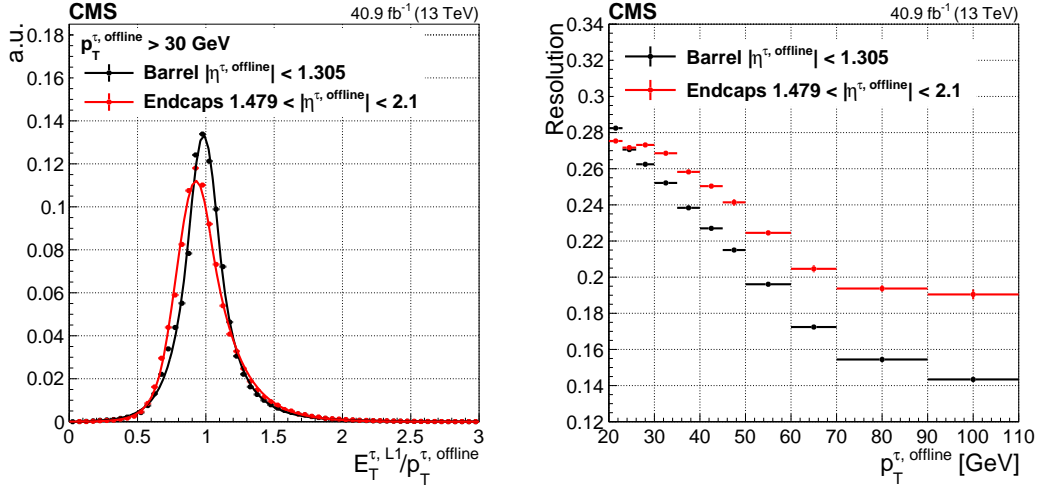 CMS 40.9 fb⁻¹ (13 TeV)
a.u.
0.18
0.16
0.14
0.12
0.1
0.08
0.06
0.04
0.02
0
p_T^{τ, offline} > 30 GeV
Barrel |η^{τ, offline}| < 1.305
Endcaps 1.479 < |η^{τ, offline}| < 2.1
0 0.5 1 1.5 2 2.5 3
E_T^{τ, L1}/p_T^{τ, offline}
CMS 40.9 fb⁻¹ (13 TeV)
Resolution
0.34
0.32
0.3
0.28
0.26
0.24
0.22
0.2
0.18
0.16
0.14
0.12
Barrel |η^{τ, offline}| < 1.305
Endcaps 1.479 < |η^{τ, offline}| < 2.1
20 30 40 50 60 70 80 90 100 110
p_T^{τ, offline} [GeV]